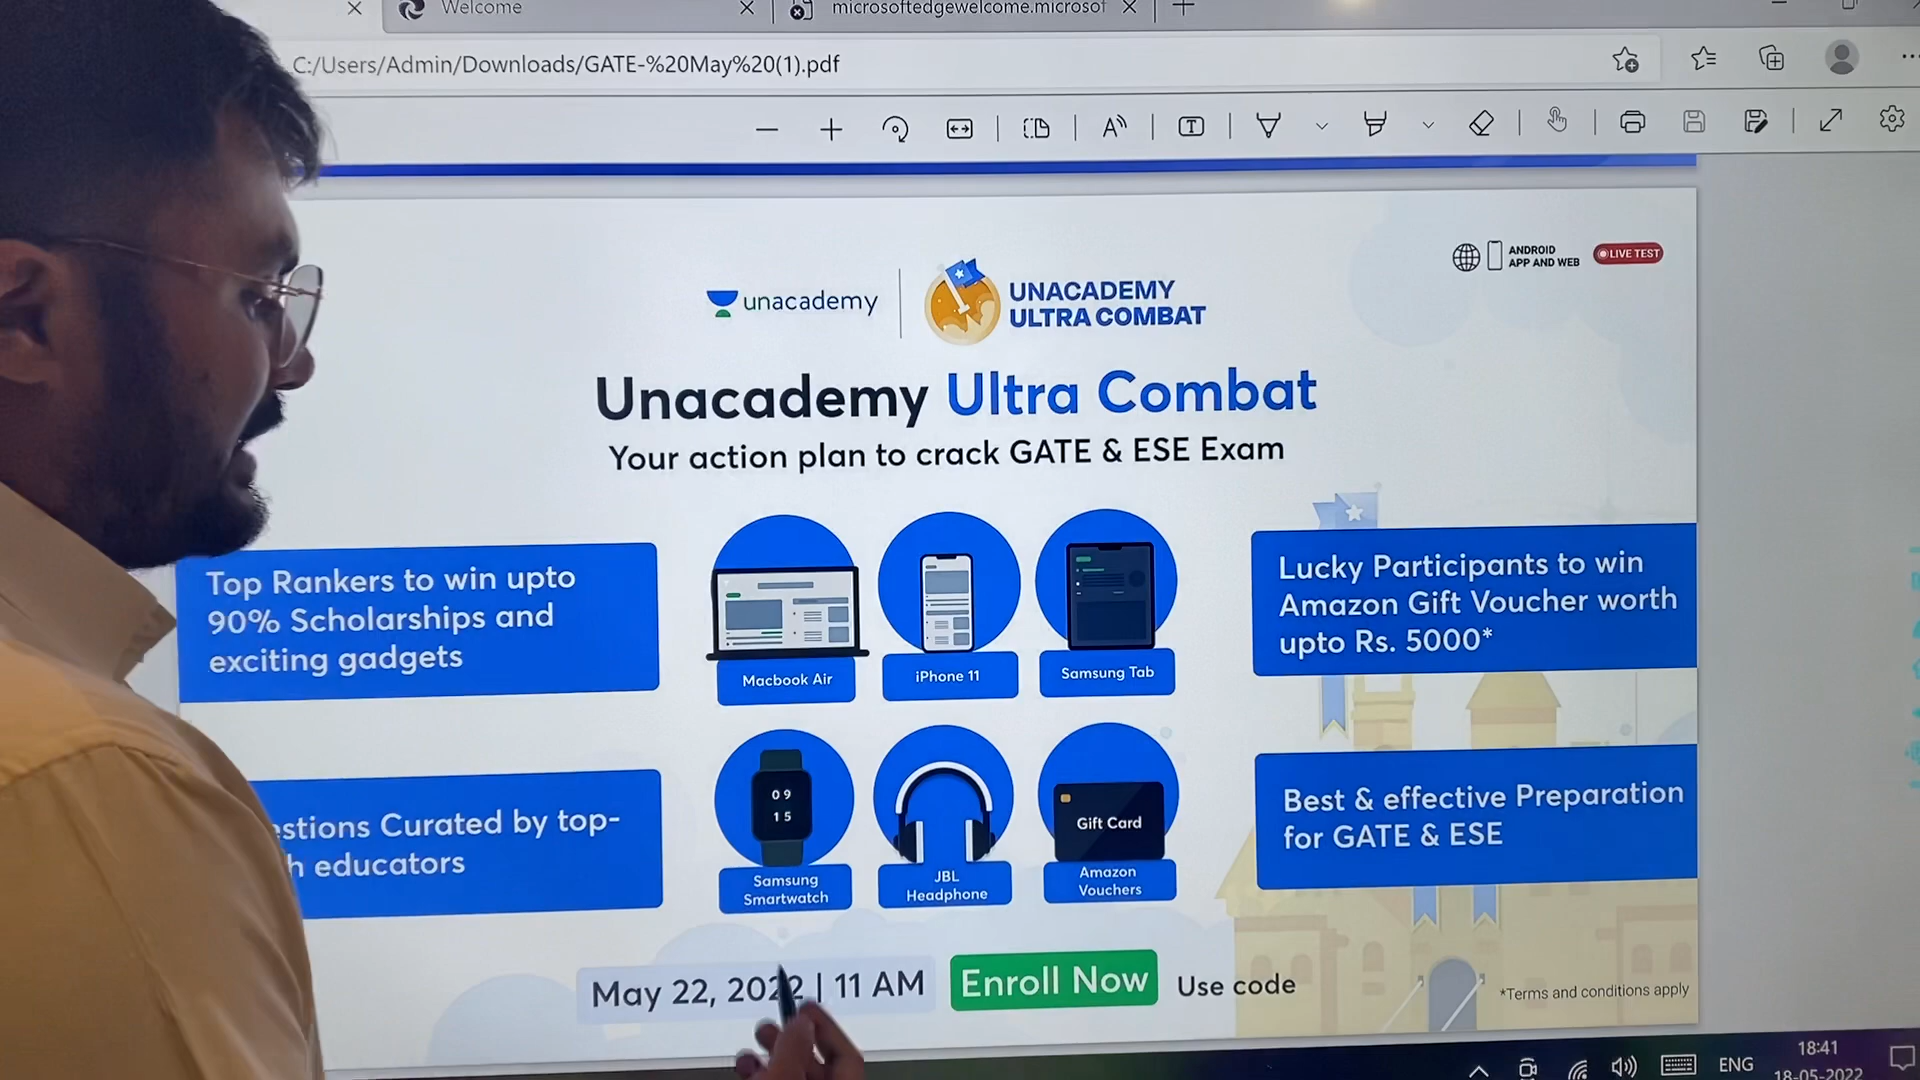 Welcome
microsoftedgewelcome.microsof
C:/Users/Admin/Downloads/GATE-%20May%20(1).pdf
unacademy
UNACADEMY
ULTRA COMBAT
ANDROID
APP AND WEB
LIVE TEST
Unacademy Ultra Combat
Your action plan to crack GATE & ESE Exam
Top Rankers to win upto
90% Scholarships and
exciting gadgets
Macbook Air
iPhone 11
Samsung Tab
Lucky Participants to win
Amazon Gift Voucher worth
upto Rs. 5000*
estions Curated by top-
h educators
09
15
Samsung
Smartwatch
JBL
Headphone
Gift Card
Amazon
Vouchers
Best & effective Preparation
for GATE & ESE
May 22, 2022 | 11 AM
Enroll Now
Use code
*Terms and conditions apply
ENG
18:41
18-05-2022